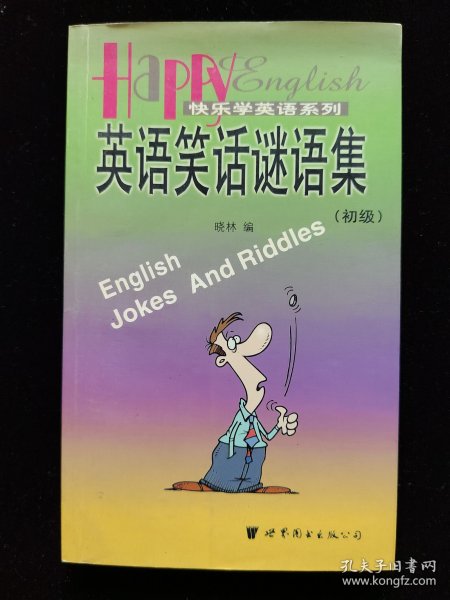 Happy English
快乐学英语系列
英语笑话谜语集
（初级）
晓林 编
English
Jokes And Riddles
世界图书出版公司
孔夫子旧书网
www.kongfz.com